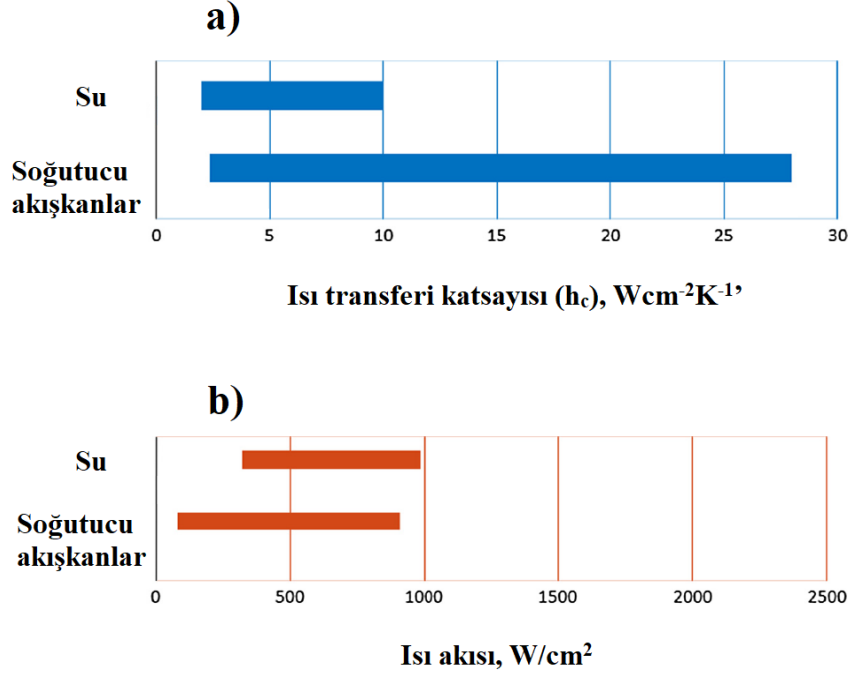 a)
Su
Soğutucu
akışkanlar
0 5 10 15 20 25 30
Isı transferi katsayısı (h_c), Wcm⁻²K⁻¹’
b)
Su
Soğutucu
akışkanlar
0 500 1000 1500 2000 2500
Isı akısı, W/cm²